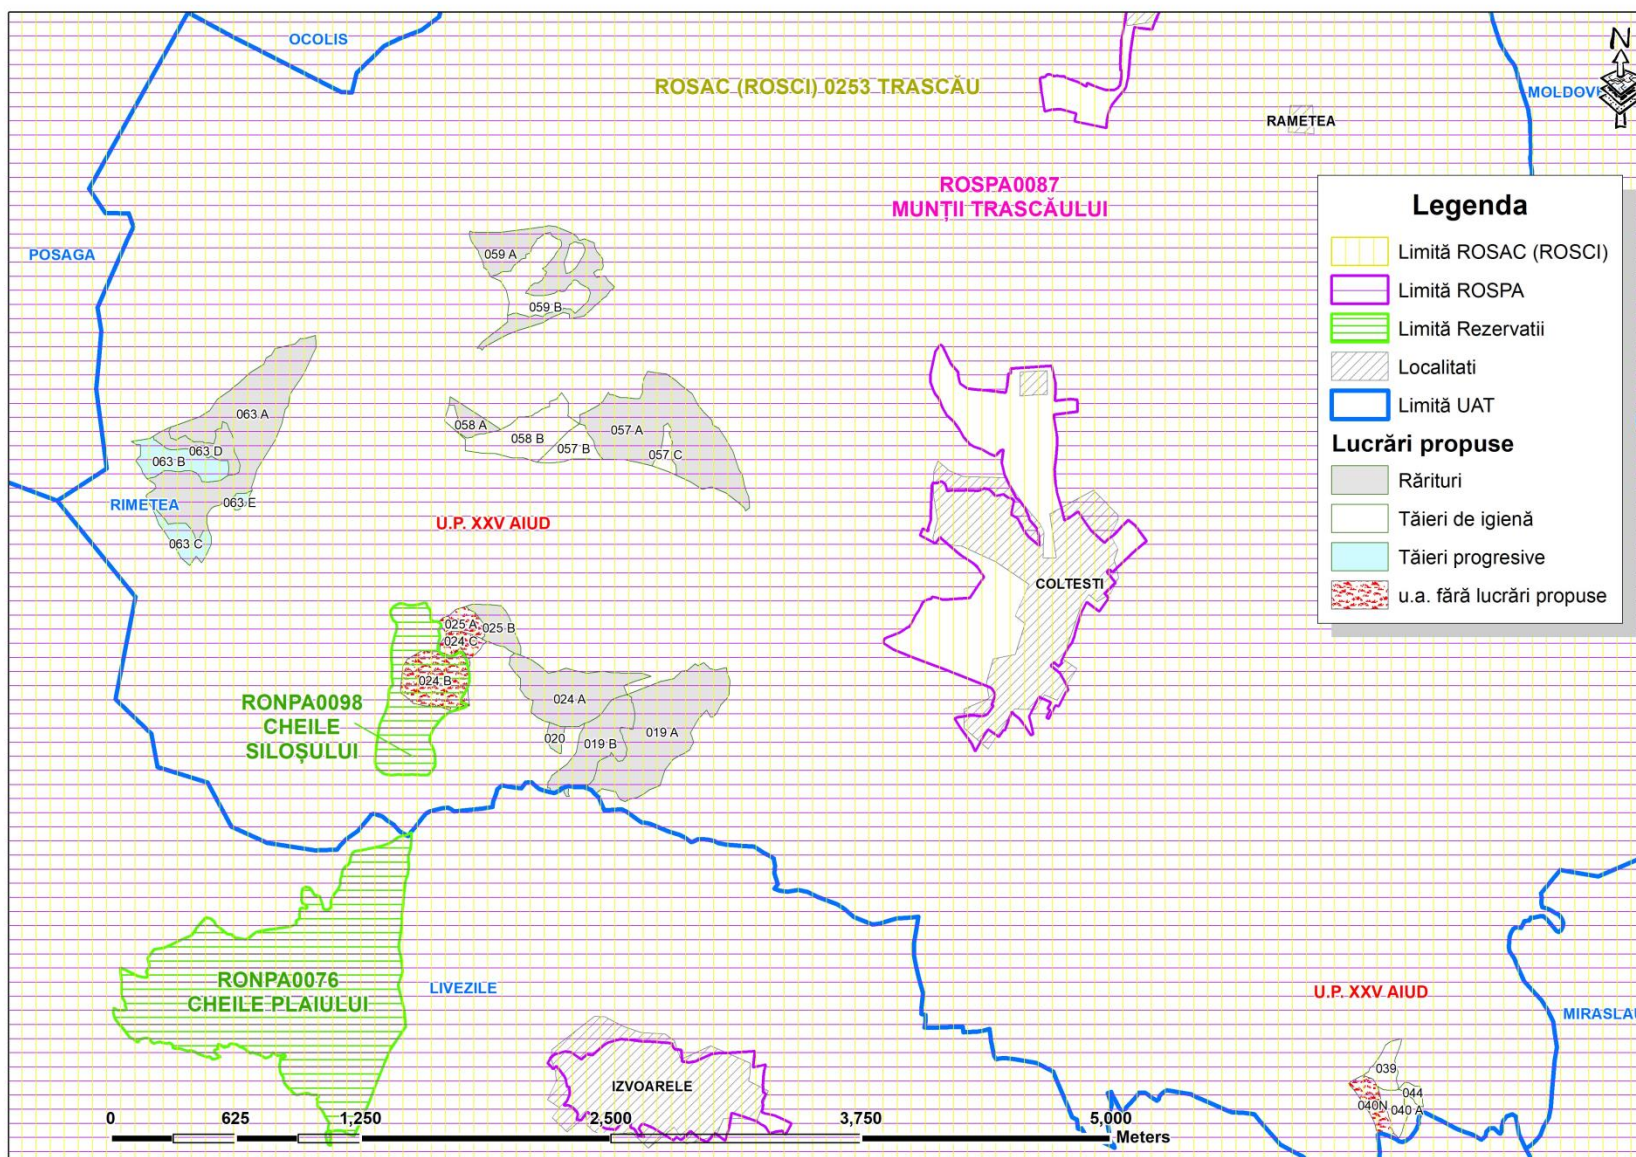 OCOLIS
N
ROSAC (ROSCI) 0253 TRASCĂU
RAMETEA
ROSPA0087
MUNȚII TRASCĂULUI
POSAGA
Legenda
Limită ROSAC (ROSCI)
Limită ROSPA
Limită Rezervatii
Localitati
Limită UAT
Lucrări propuse
Rărituri
Tăieri de igienă
Tăieri progresive
u.a. fără lucrări propuse
059 A
059 B
063 A
063 D
063 B
063 E
063 C
RIMETEA
058 A
058 B
057 B
057 A
057 C
U.P. XXV AIUD
COLTESTI
025 A
025 B
024 C
024 B
024 A
020
019 B
019 A
RONPA0098
CHEILE
SILOȘULUI
RONPA0076
CHEILE PLAIULUI
LIVEZILE
U.P. XXV AIUD
IZVOARELE
039
044
040N
040 A
0 625 1,250 2,500 3,750 5,000
Meters